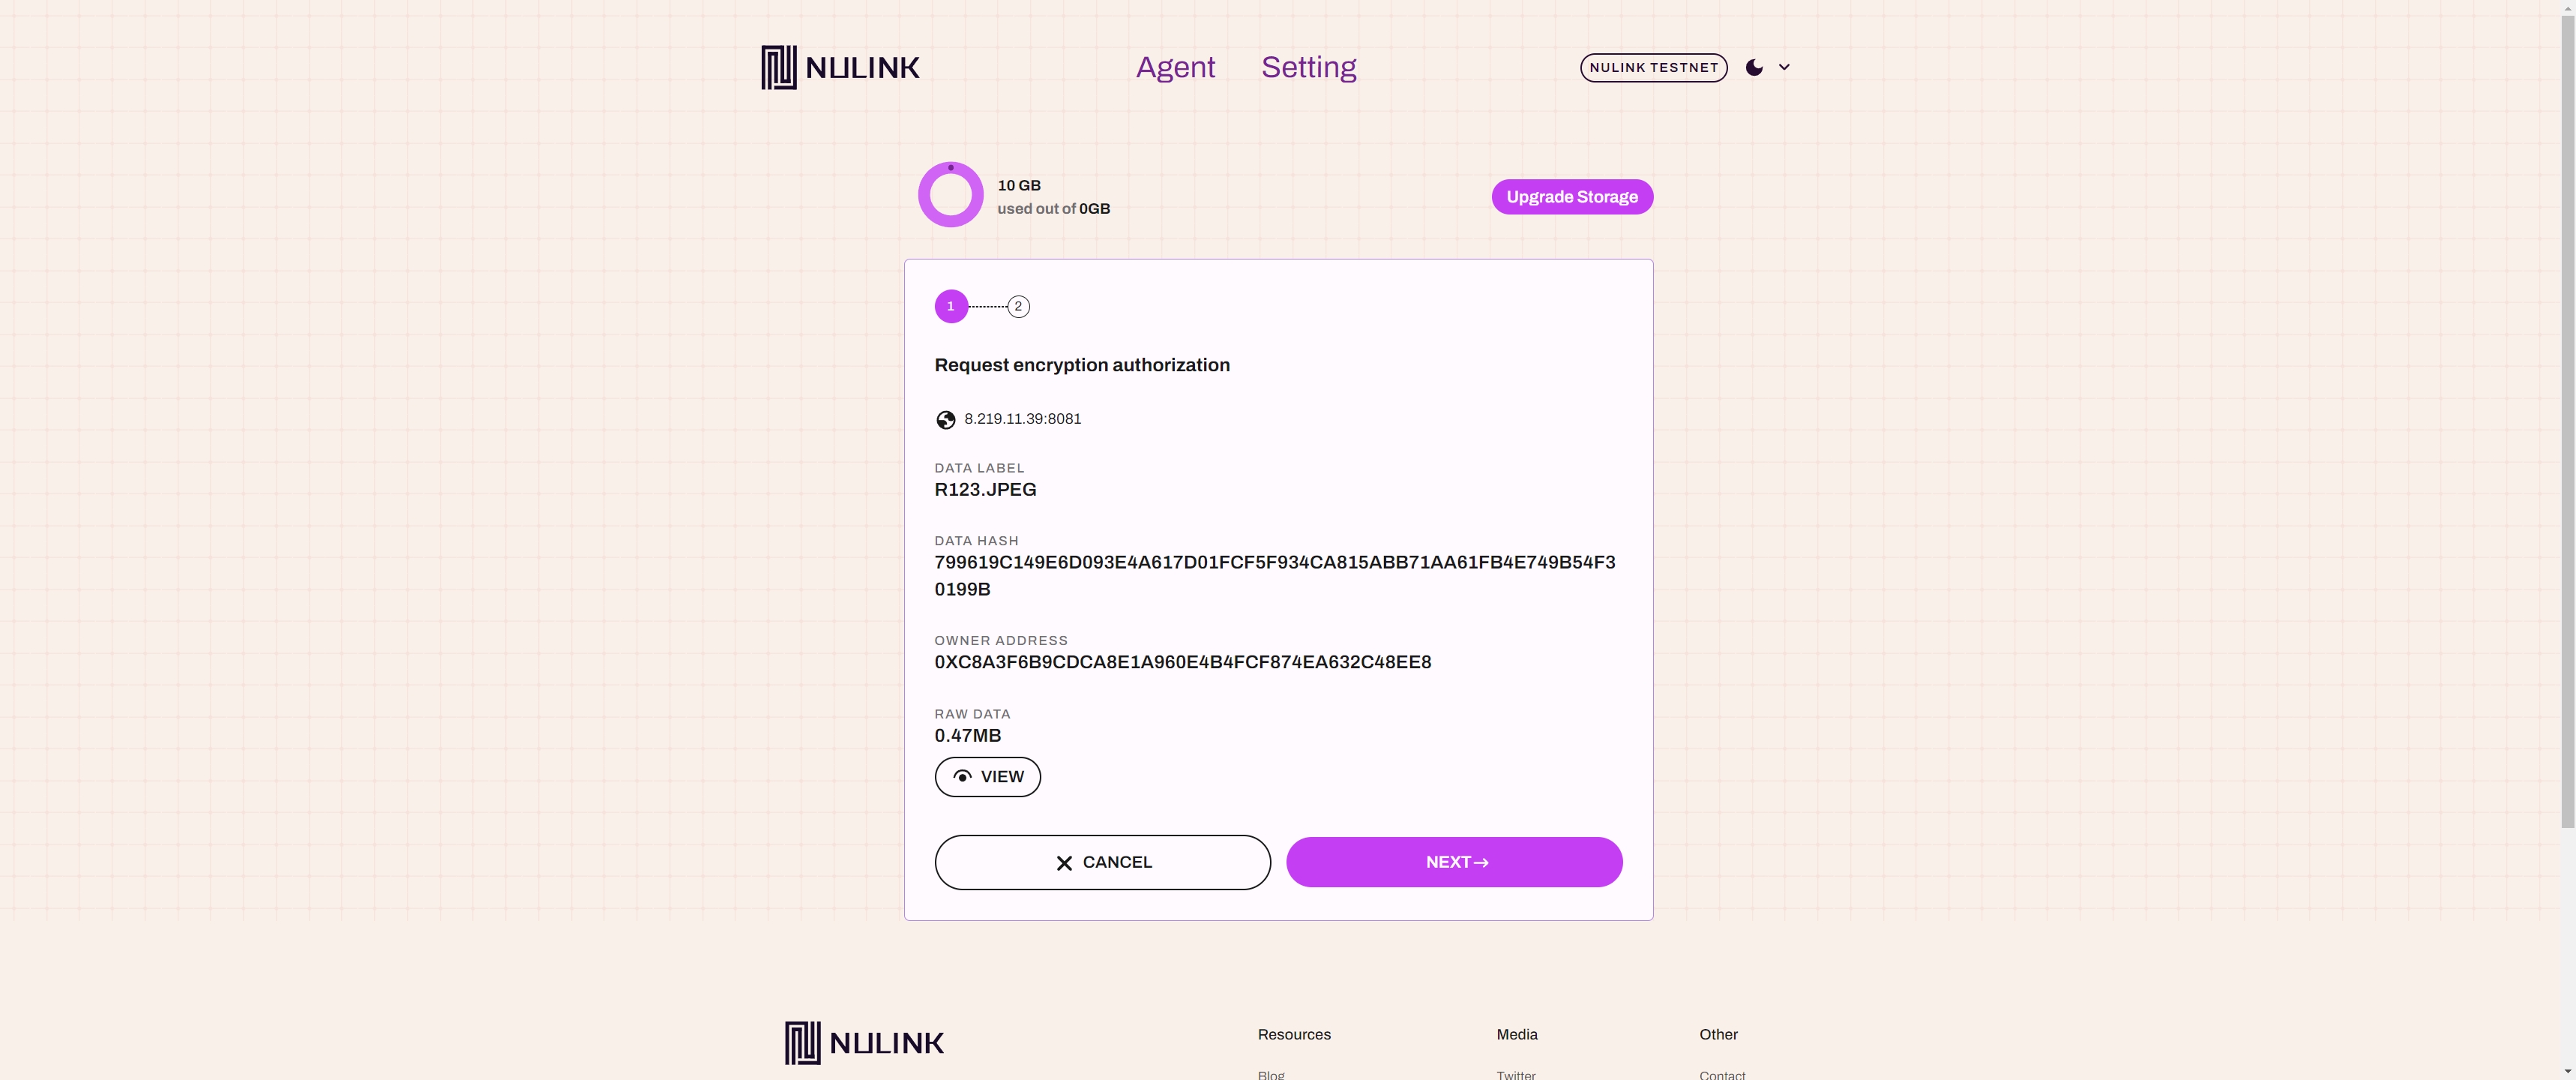 NULINK
Agent
Setting
NULINK TESTNET
10 GB
used out of 0GB
Upgrade Storage
1
2
Request encryption authorization
8.219.11.39:8081
DATA LABEL
R123.JPEG
DATA HASH
799619C149E6D093E4A617D01FCF5F934CA815ABB71AA61FB4E749B54F3
0199B
OWNER ADDRESS
0XC8A3F6B9CDCA8E1A960E4B4FCF874EA632C48EE8
RAW DATA
0.47MB
VIEW
CANCEL
NEXT→
NULINK
Resources
Media
Other
Blog
Twitter
Contact